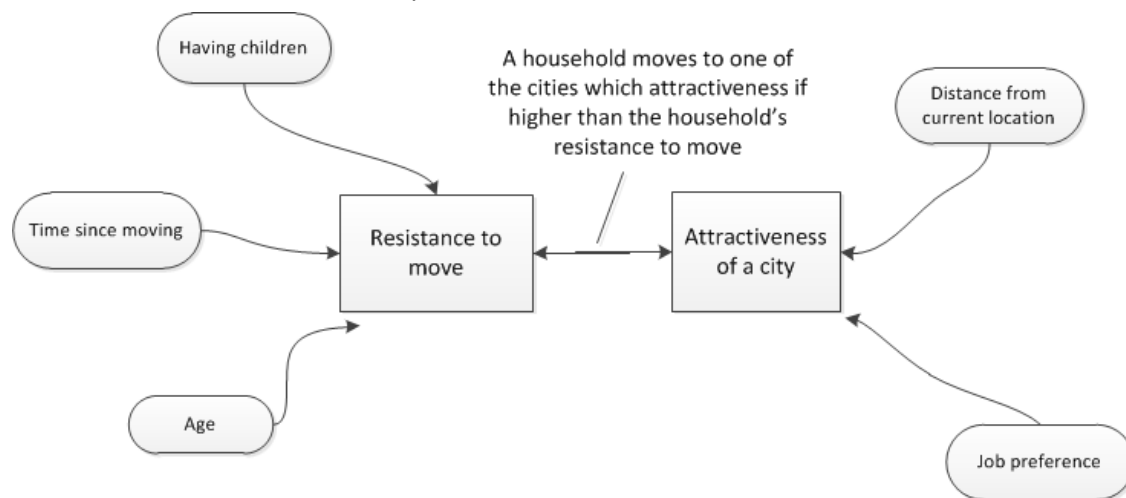 Having children
A household moves to one of
the cities which attractiveness if
higher than the household's
resistance to move
Distance from
current location
Time since moving
Resistance to
move
Attractiveness
of a city
Age
Job preference